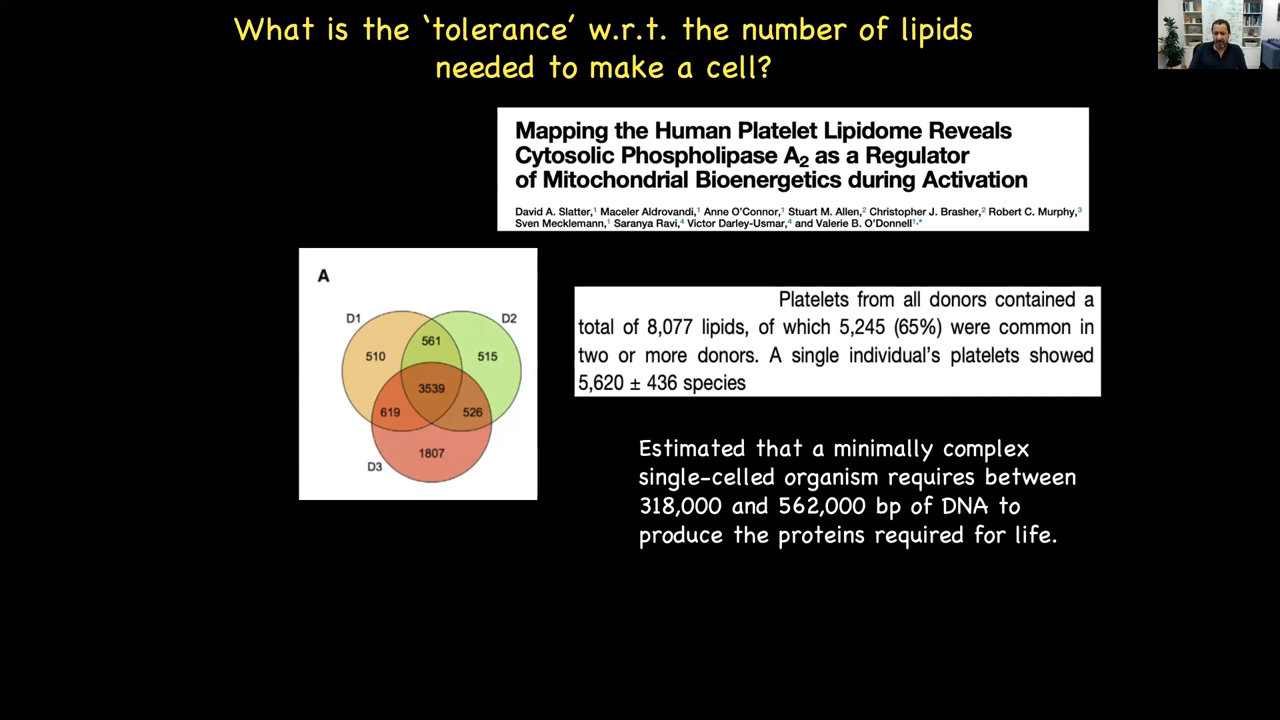 What is the ‘tolerance’ w.r.t. the number of lipids
needed to make a cell?
Mapping the Human Platelet Lipidome Reveals
Cytosolic Phospholipase A2 as a Regulator
of Mitochondrial Bioenergetics during Activation
David A. Slatter,1 Maceler Aldrovandi,1 Anne O’Connor,1 Stuart M. Allen,2 Christopher J. Brasher,2 Robert C. Murphy,3
Sven Mecklemann,1 Saranya Ravi,4 Victor Darley-Usmar,4 and Valerie B. O’Donnell1,*
A
D1
D2
561
510
515
3539
619
526
1807
D3
Platelets from all donors contained a
total of 8,077 lipids, of which 5,245 (65%) were common in
two or more donors. A single individual’s platelets showed
5,620 ± 436 species
Estimated that a minimally complex
single-celled organism requires between
318,000 and 562,000 bp of DNA to
produce the proteins required for life.